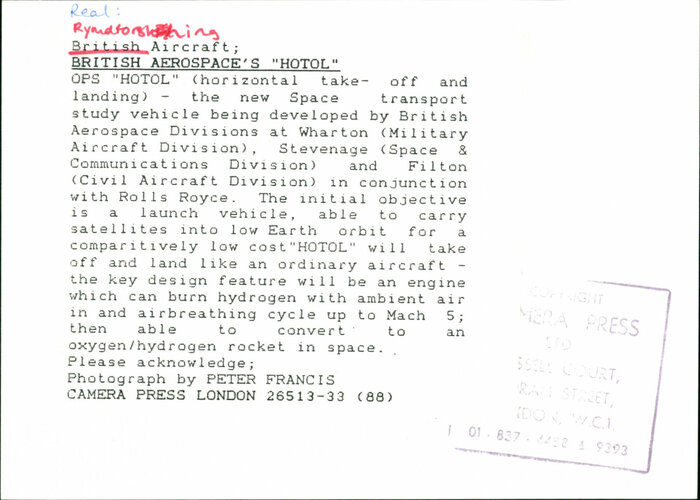 Real:
British Aircraft;
BRITISH AEROSPACE'S "HOTOL"
OPS "HOTOL" (horizontal take- off and
landing) - the new Space transport
study vehicle being developed by British
Aerospace Divisions at Wharton (Military
Aircraft Division), Stevenage (Space &
Communications Division) and Filton
(Civil Aircraft Division) in conjunction
with Rolls Royce. The initial objective
is a launch vehicle, able to carry
satellites into low Earth orbit for a
comparitively low cost"HOTOL" will take
off and land like an ordinary aircraft -
the key design feature will be an engine
which can burn hydrogen with ambient air
in and airbreathing cycle up to Mach 5;
then able to convert to an
oxygen/hydrogen rocket in space.
Please acknowledge;
Photograph by PETER FRANCIS
CAMERA PRESS LONDON 26513-33 (88)
COPYRIGHT
MERA PRESS
LTD
COURT,
STREET,
DON, W.C.1
01-837- 9393